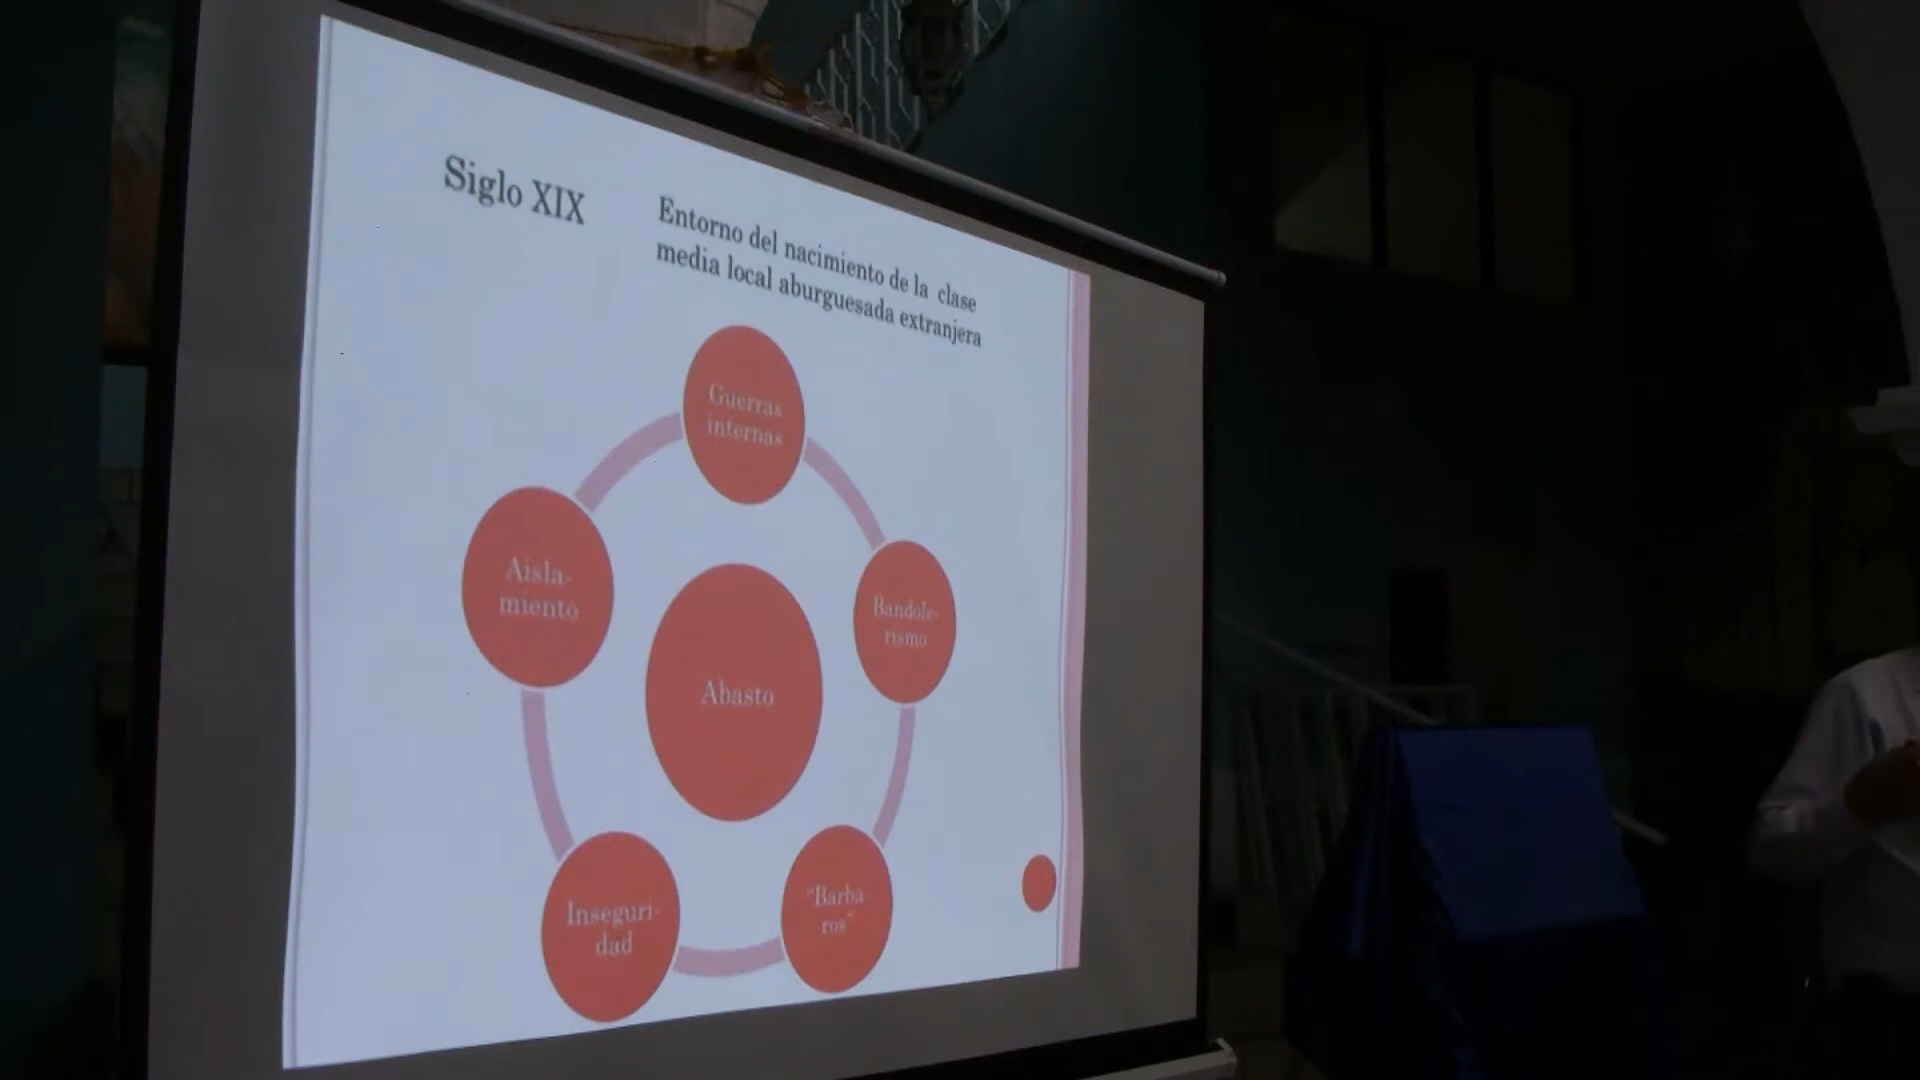 Siglo XIX
Entorno del nacimiento de la clase
media local aburguesada extranjera
Guerras
internas
Aisla-
miento
Bandole-
rismo
Abasto
Inseguri-
dad
"Barba-
ros"